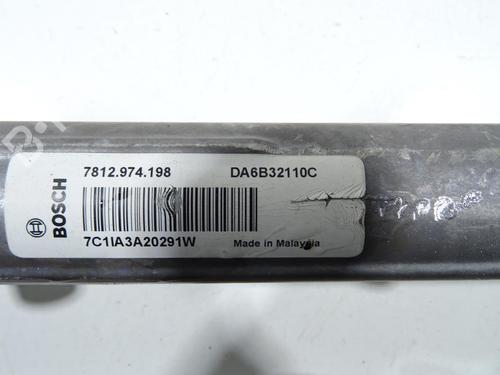 7812.974.198 DA6B32110C
BOSCH
7C1IA3A20291W Made in Malaysia